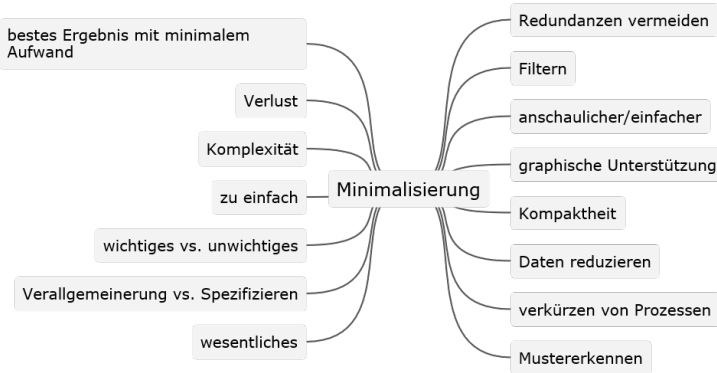 bestes Ergebnis mit minimalem
Aufwand
Verlust
Komplexität
zu einfach
wichtiges vs. unwichtiges
Verallgemeinerung vs. Spezifizieren
wesentliches
Minimalisierung
Redundanzen vermeiden
Filtern
anschaulicher/einfacher
graphische Unterstützung
Kompaktheit
Daten reduzieren
verkürzen von Prozessen
Mustererkennen